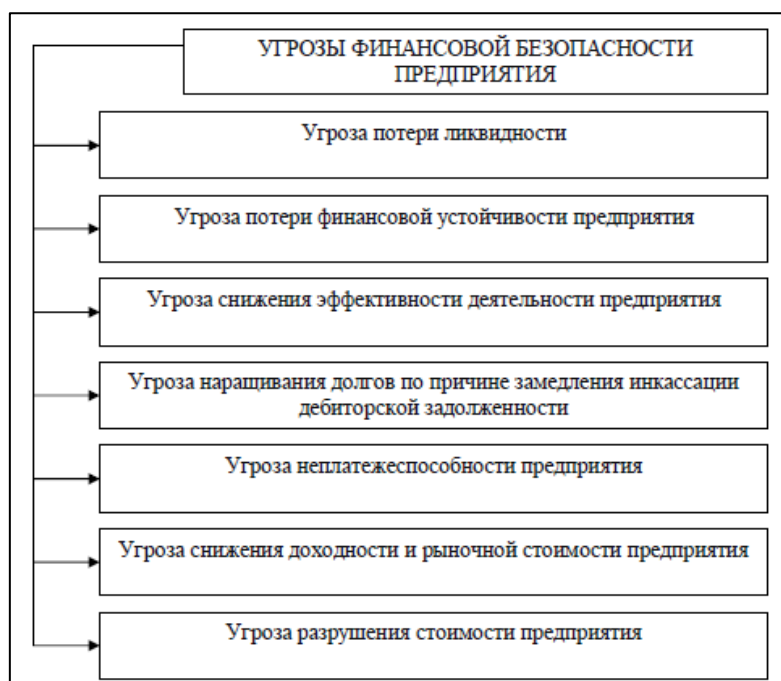 УГРОЗЫ ФИНАНСОВОЙ БЕЗОПАСНОСТИ
ПРЕДПРИЯТИЯ
Угроза потери ликвидности
Угроза потери финансовой устойчивости предприятия
Угроза снижения эффективности деятельности предприятия
Угроза наращивания долгов по причине замедления инкассации
дебиторской задолженности
Угроза неплатежеспособности предприятия
Угроза снижения доходности и рыночной стоимости предприятия
Угроза разрушения стоимости предприятия